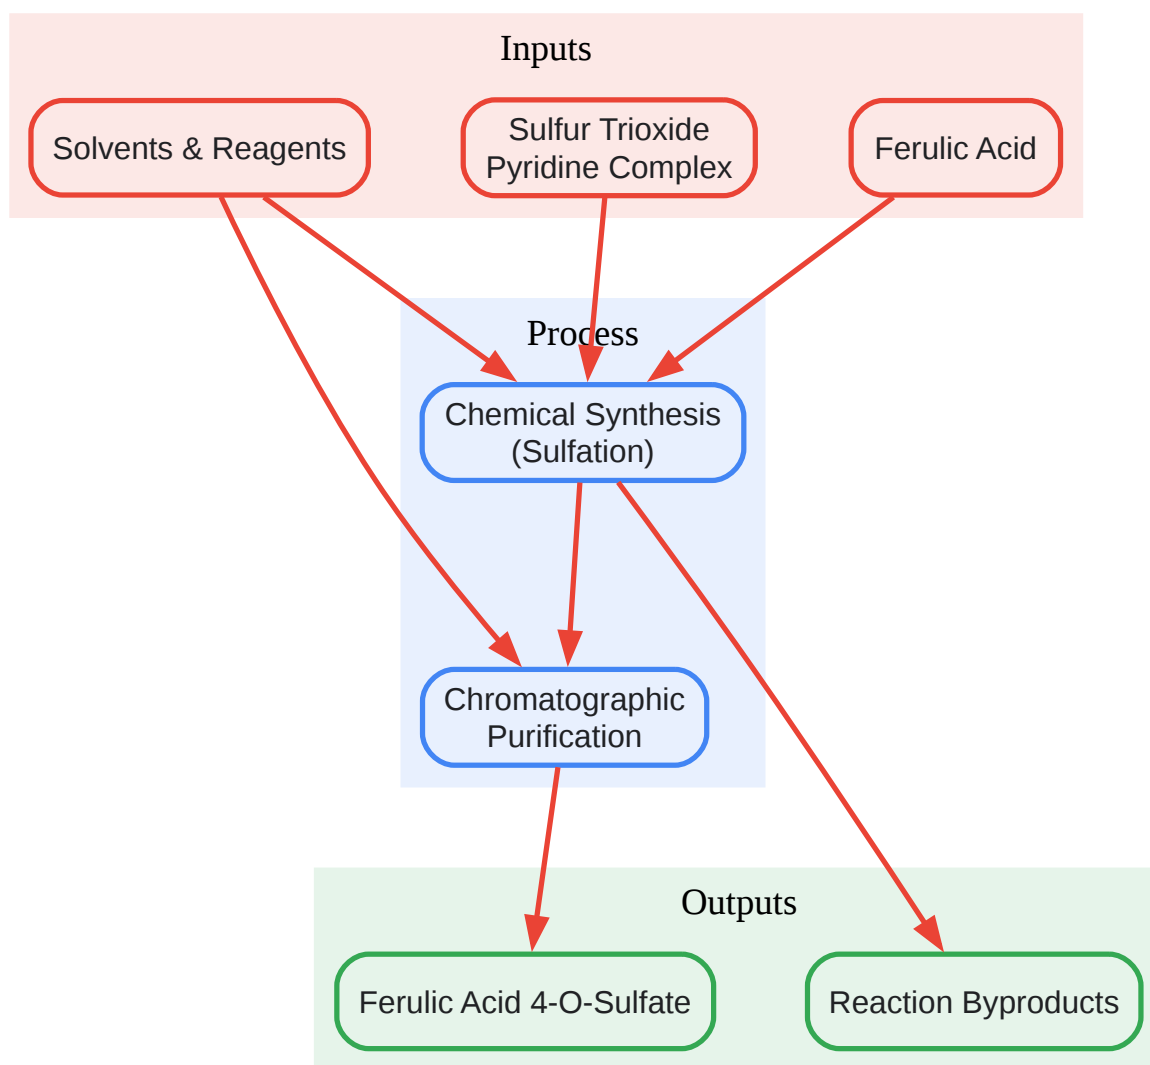 Inputs
Solvents & Reagents
Sulfur Trioxide
Pyridine Complex
Ferulic Acid
Process
Chemical Synthesis
(Sulfation)
Chromatographic
Purification
Outputs
Ferulic Acid 4-O-Sulfate
Reaction Byproducts